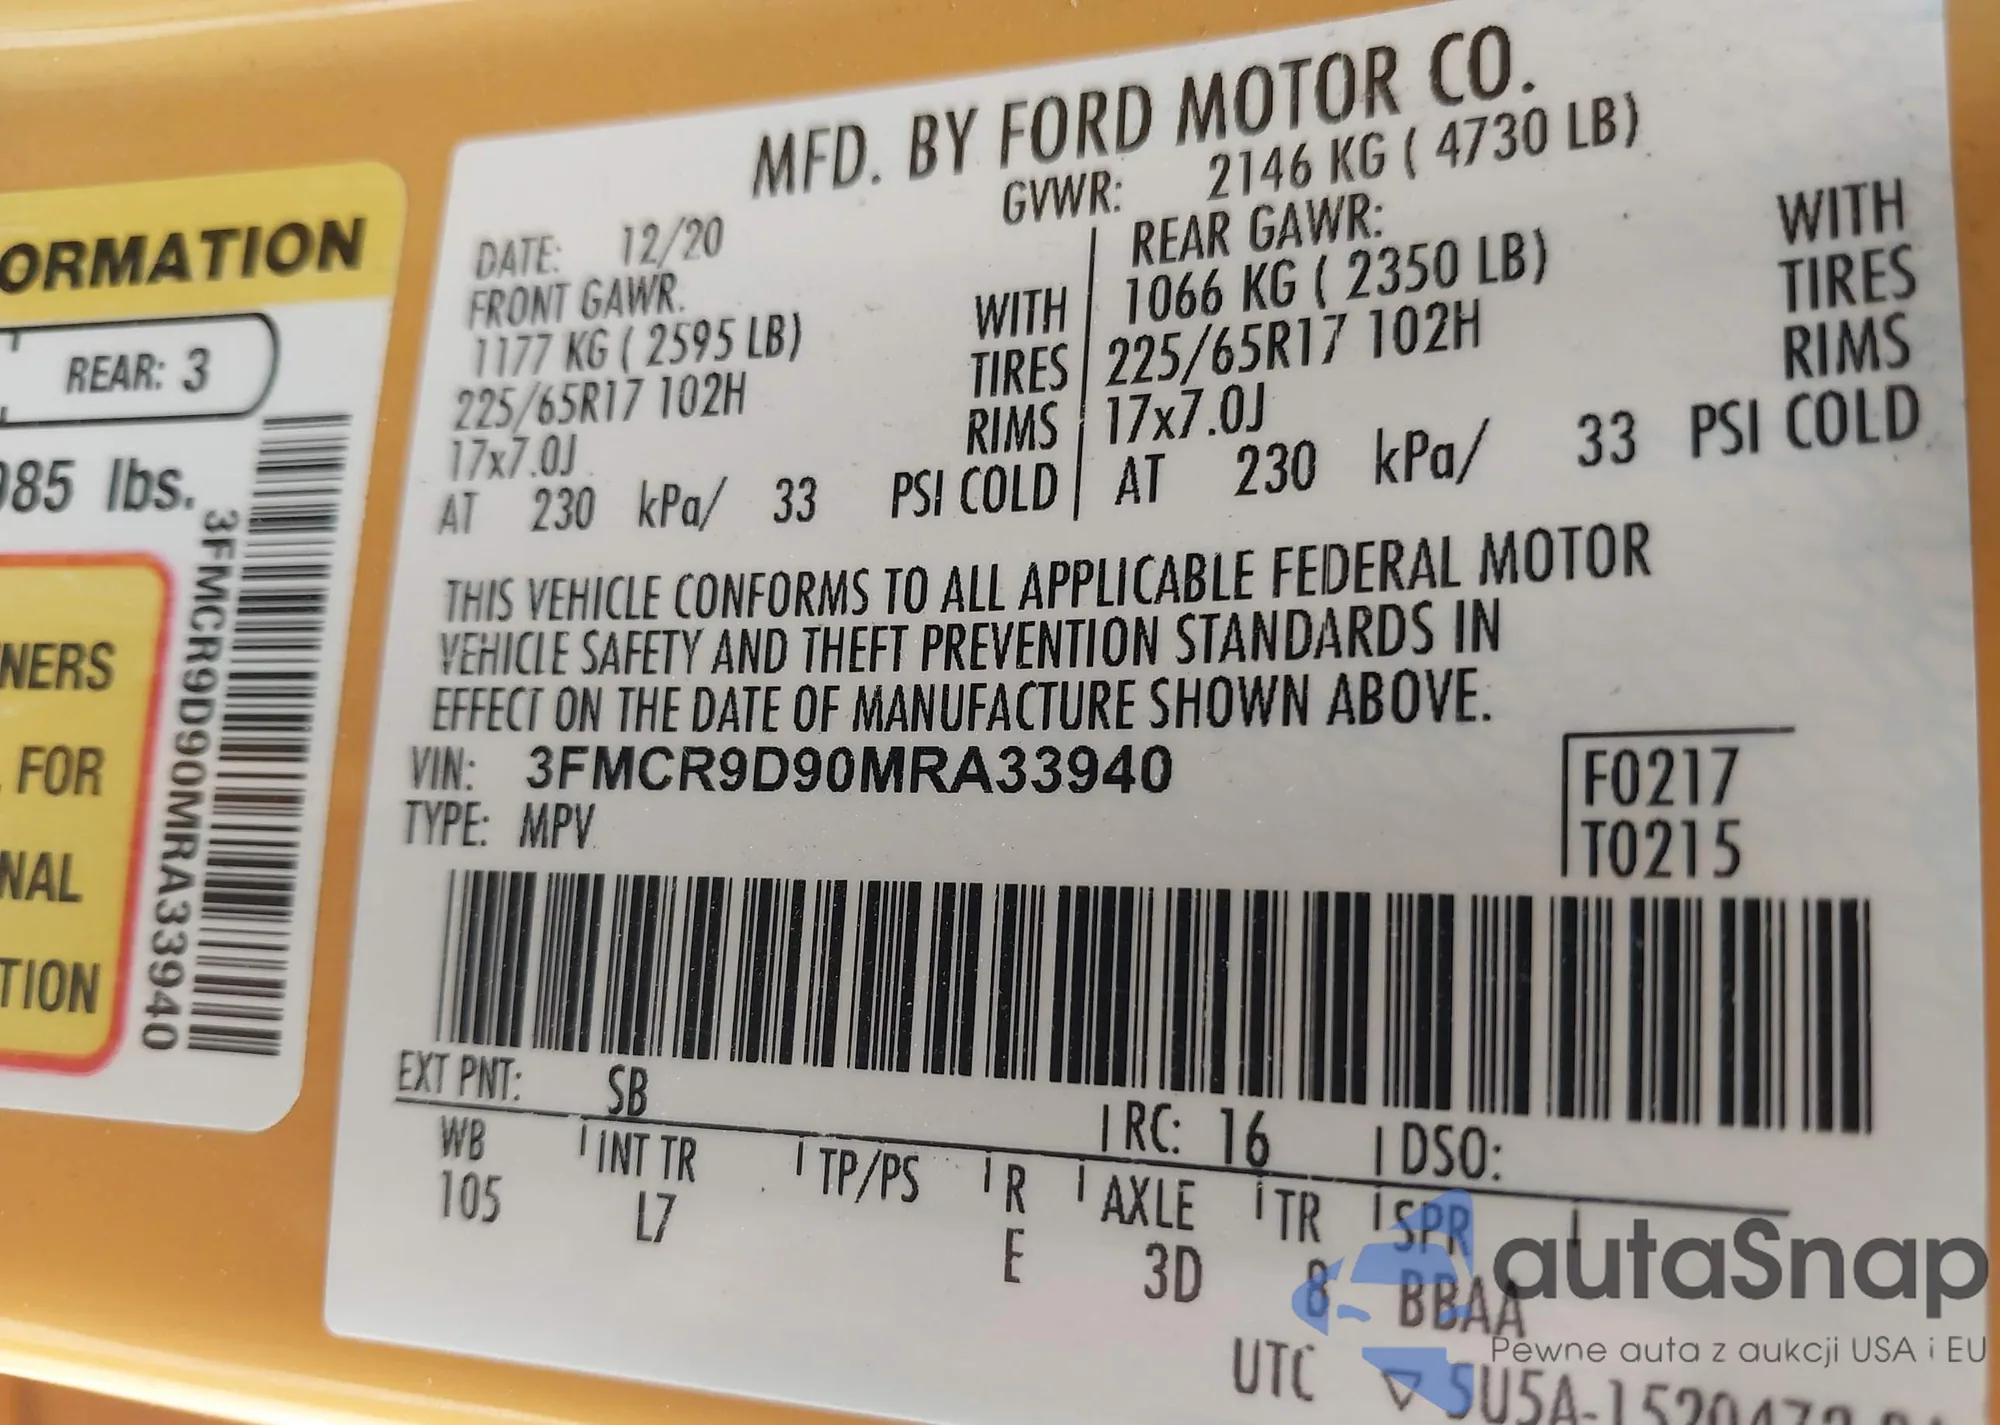 ORMATION
REAR: 3
985 lbs.
NERS
FOR
NAL
TION
3FMCR9D90MRA33940
MFD. BY FORD MOTOR CO.
DATE: 12/20
GVWR: 2146 KG ( 4730 LB)
FRONT GAWR: REAR GAWR:
1177 KG ( 2595 LB) WITH 1066 KG ( 2350 LB) WITH
225/65R17 102H TIRES 225/65R17 102H TIRES
17x7.0J RIMS 17x7.0J RIMS
AT 230 kPa/ 33 PSI COLD AT 230 kPa/ 33 PSI COLD
THIS VEHICLE CONFORMS TO ALL APPLICABLE FEDERAL MOTOR
VEHICLE SAFETY AND THEFT PREVENTION STANDARDS IN
EFFECT ON THE DATE OF MANUFACTURE SHOWN ABOVE.
VIN: 3FMCR9D90MRA33940
TYPE: MPV
F0217
T0215
EXT PNT: SB RC: 16 DSO:
WB INT TR TP/PS R AXLE TR SPR
105 L7 E 3D 8 BBAA
UTC ▽ 5U5A-1520472
autaSnap
Pewne auta z aukcji USA i EU